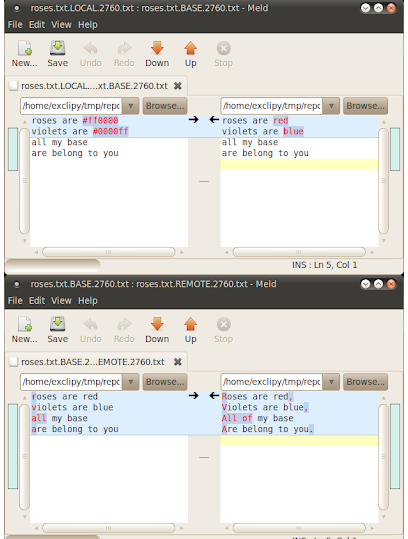 roses.txt.LOCAL.2760.txt : roses.txt.BASE.2760.txt - Meld
File Edit View Help
New... Save Undo Redo Down Up Stop
roses.txt.LOCAL....xt.BASE.2760.txt
/home/exclipy/tmp/repo Browse... /home/exclipy/tmp/repo Browse...
roses are #ff0000
violets are #0000ff
all my base
are belong to you
roses are red
violets are blue
all my base
are belong to you
INS : Ln 5, Col 1
roses.txt.BASE.2760.txt : roses.txt.REMOTE.2760.txt - Meld
File Edit View Help
New... Save Undo Redo Down Up Stop
roses.txt.BASE.2...EMOTE.2760.txt
/home/exclipy/tmp/repo Browse... /home/exclipy/tmp/repo Browse...
roses are red
violets are blue
all my base
are belong to you
Roses are red,
Violets are blue,
All of my base
Are belong to you.